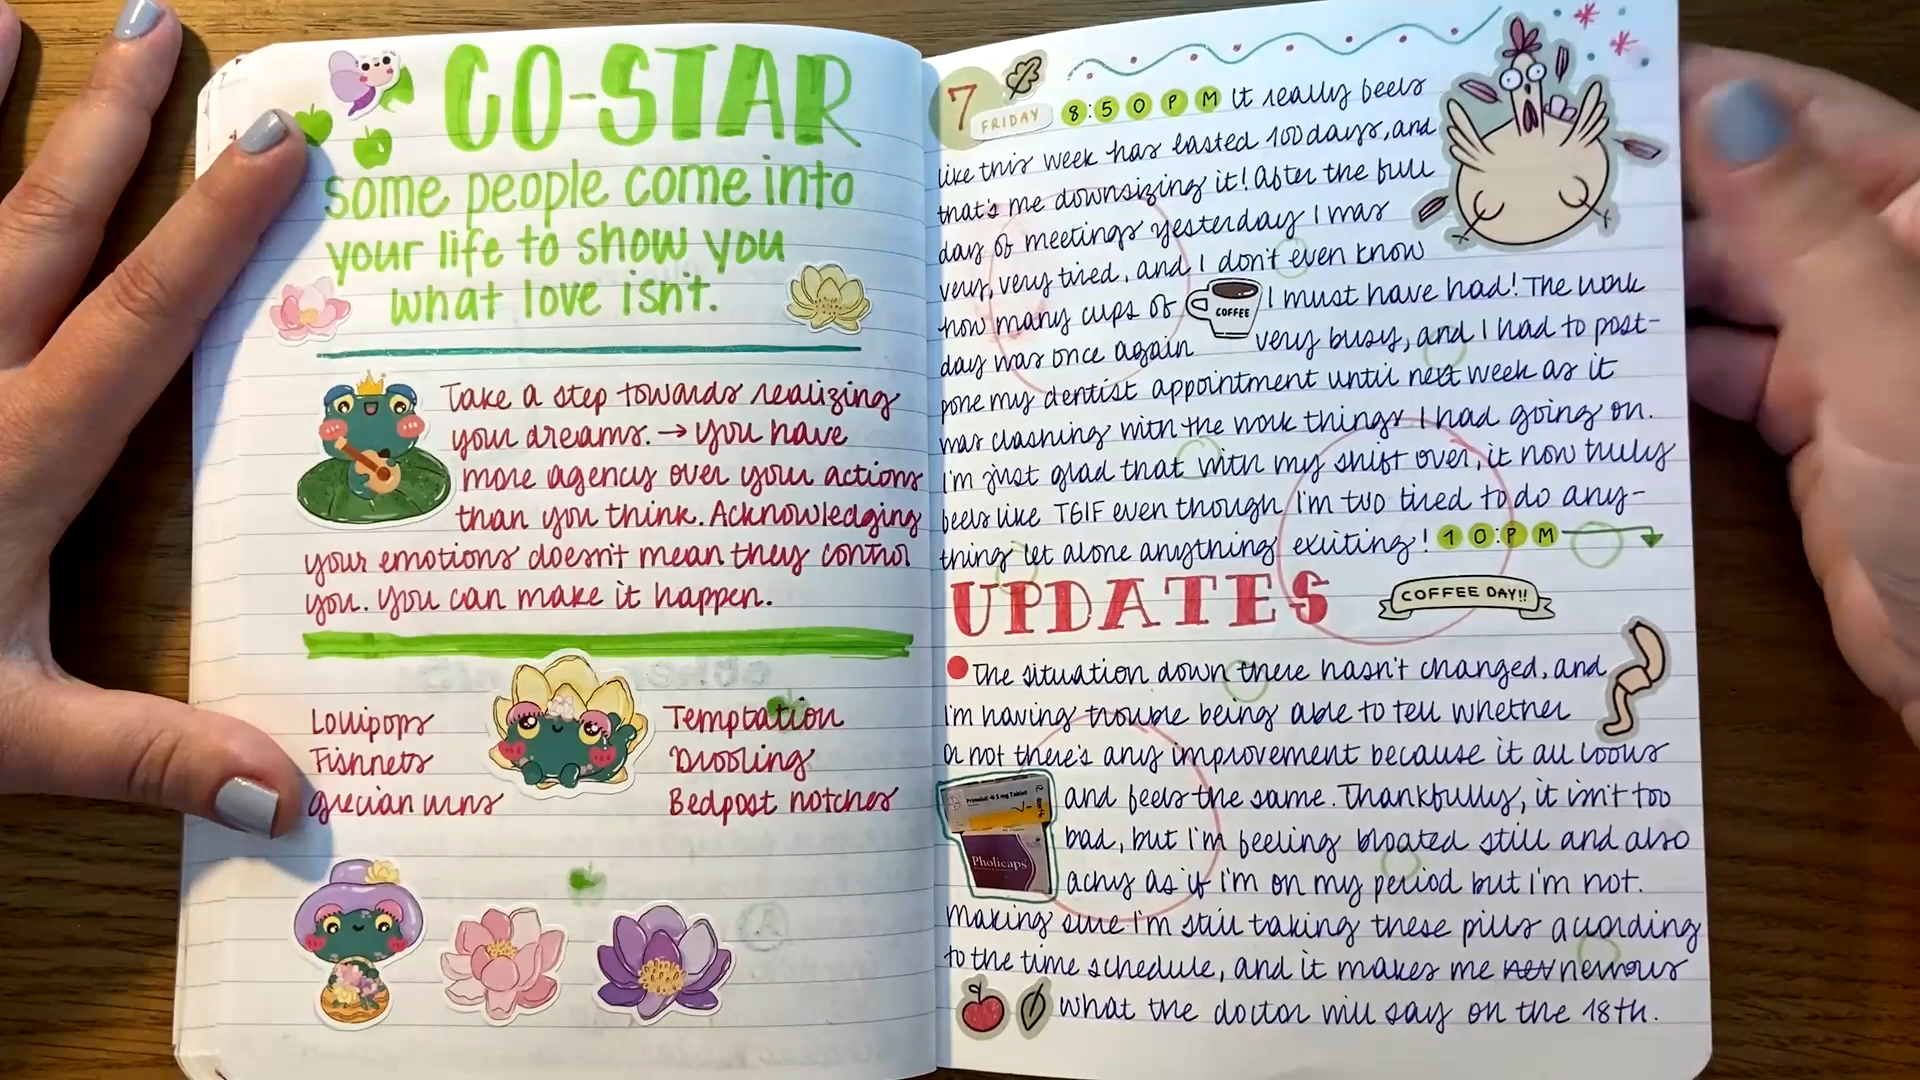 CO-STAR
some people come into
your life to show you
what love isn't.
Take a step towards realizing
your dreams. → You have
more agency over your actions
than you think. Acknowledging
your emotions doesn't mean they control
you. You can make it happen.
Lollipops
Fishnets
Grecian urns
Temptation
Drooling
Bedpost notches
7
FRIDAY
8:50PM It really feels
like this week has lasted 100 days, and
that's me downsizing it! After the full
day of meetings yesterday I was
very, very tired, and I don't even know
how many cups of COFFEE I must have had! The work
day was once again very busy, and I had to post-
pone my dentist appointment until next week as it
was clashing with the work things I had going on.
I'm just glad that with my shift over, it now truly
feels like TGIF even though I'm too tired to do any-
thing let alone anything exciting! 10:PM
UPDATES
COFFEE DAY!!
The situation down there hasn't changed, and
I'm having trouble being able to tell whether
or not there's any improvement because it all looks
and feels the same. Thankfully, it isn't too
bad, but I'm feeling bloated still and also
achy as if I'm on my period but I'm not.
Making sure I'm still taking these pills according
to the time schedule, and it makes me ner nervous
what the doctor will say on the 18th.
Primolut-N 5 mg Tablet
Pholicaps